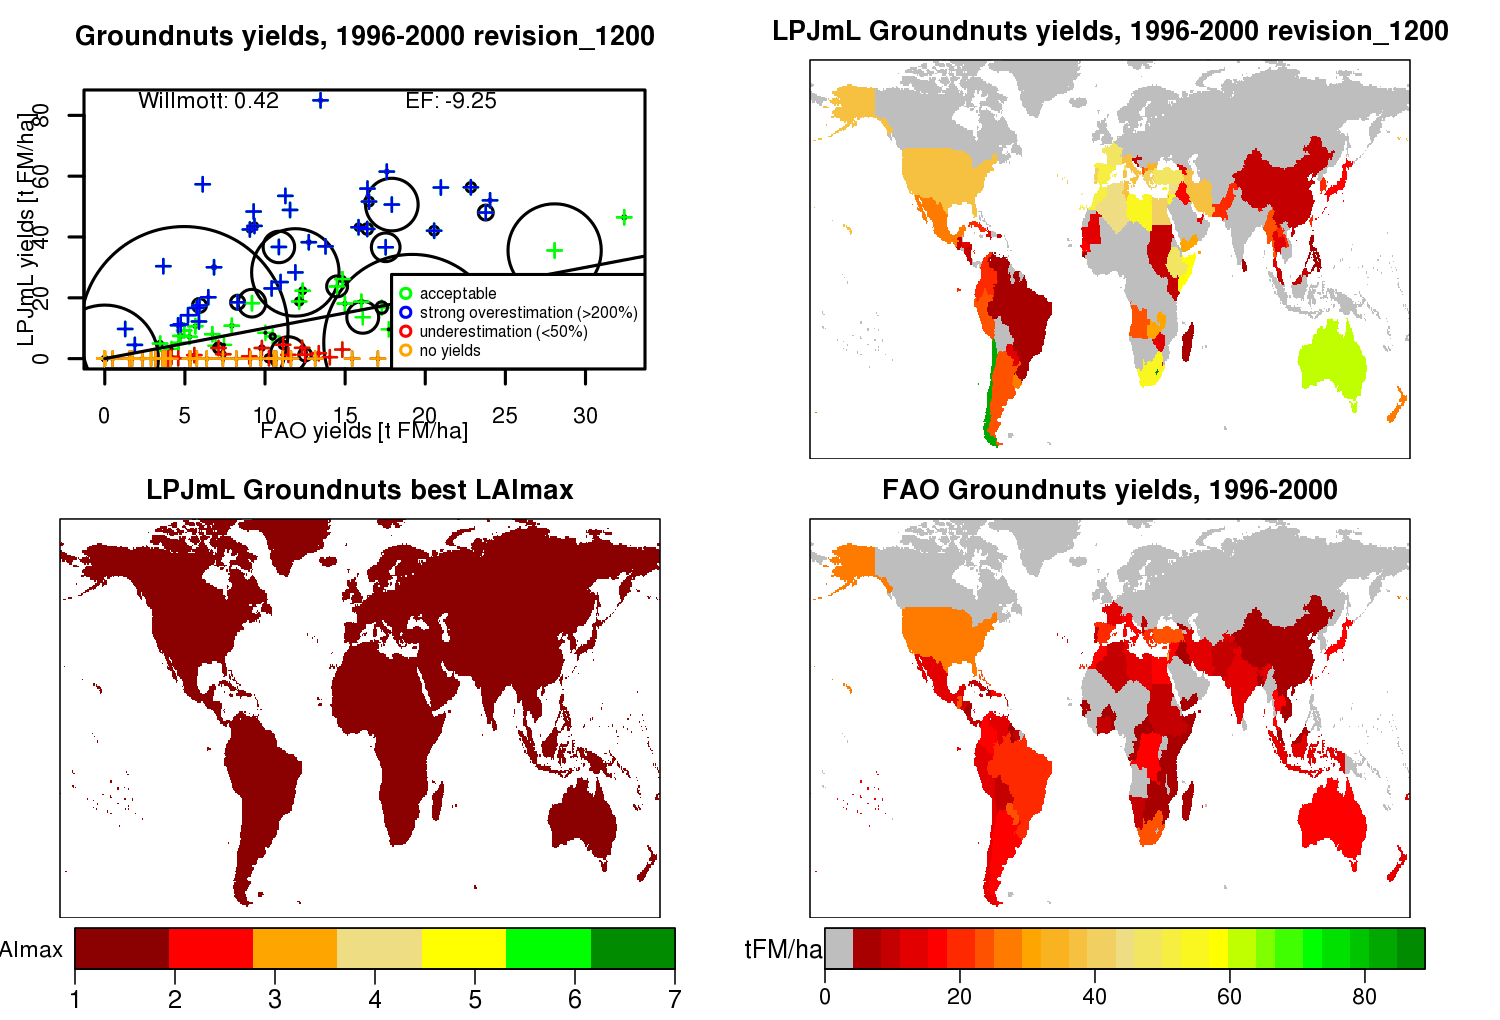 Groundnuts yields, 1996-2000 revision_1200
Willmott: 0.42
EF: -9.25
LPJmL yields [t FM/ha]
80
60
40
20
0
acceptable
strong overestimation (>200%)
underestimation (<50%)
no yields
0 5 10 15 20 25 30
FAO yields [t FM/ha]
LPJmL Groundnuts yields, 1996-2000 revision_1200
LPJmL Groundnuts best LAImax
AImax
1 2 3 4 5 6 7
FAO Groundnuts yields, 1996-2000
tFM/ha
0 20 40 60 80